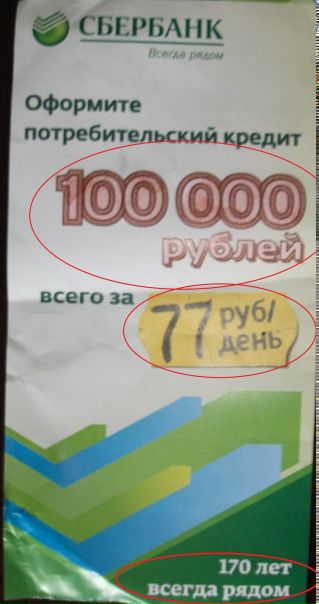 СБЕРБАНК
Всегда рядом
Оформите
потребительский кредит
100 000
рублей
всего за
77 руб/
день
170 лет
всегда рядом